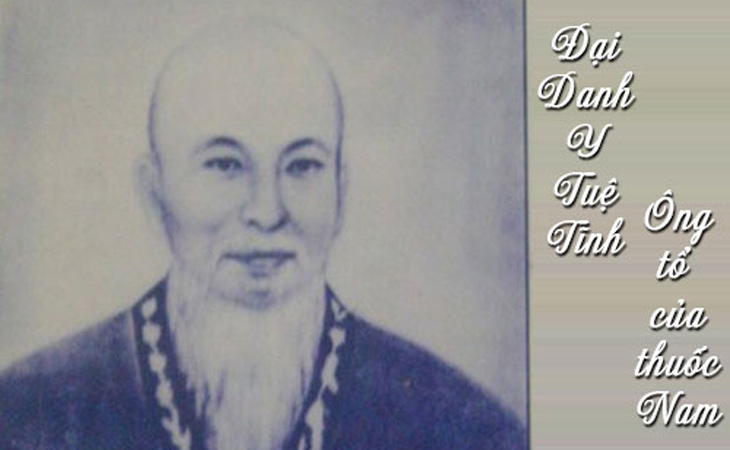 Đại
Danh
Y
Tuệ
Tĩnh
Ông
tổ
của
thuốc
Nam